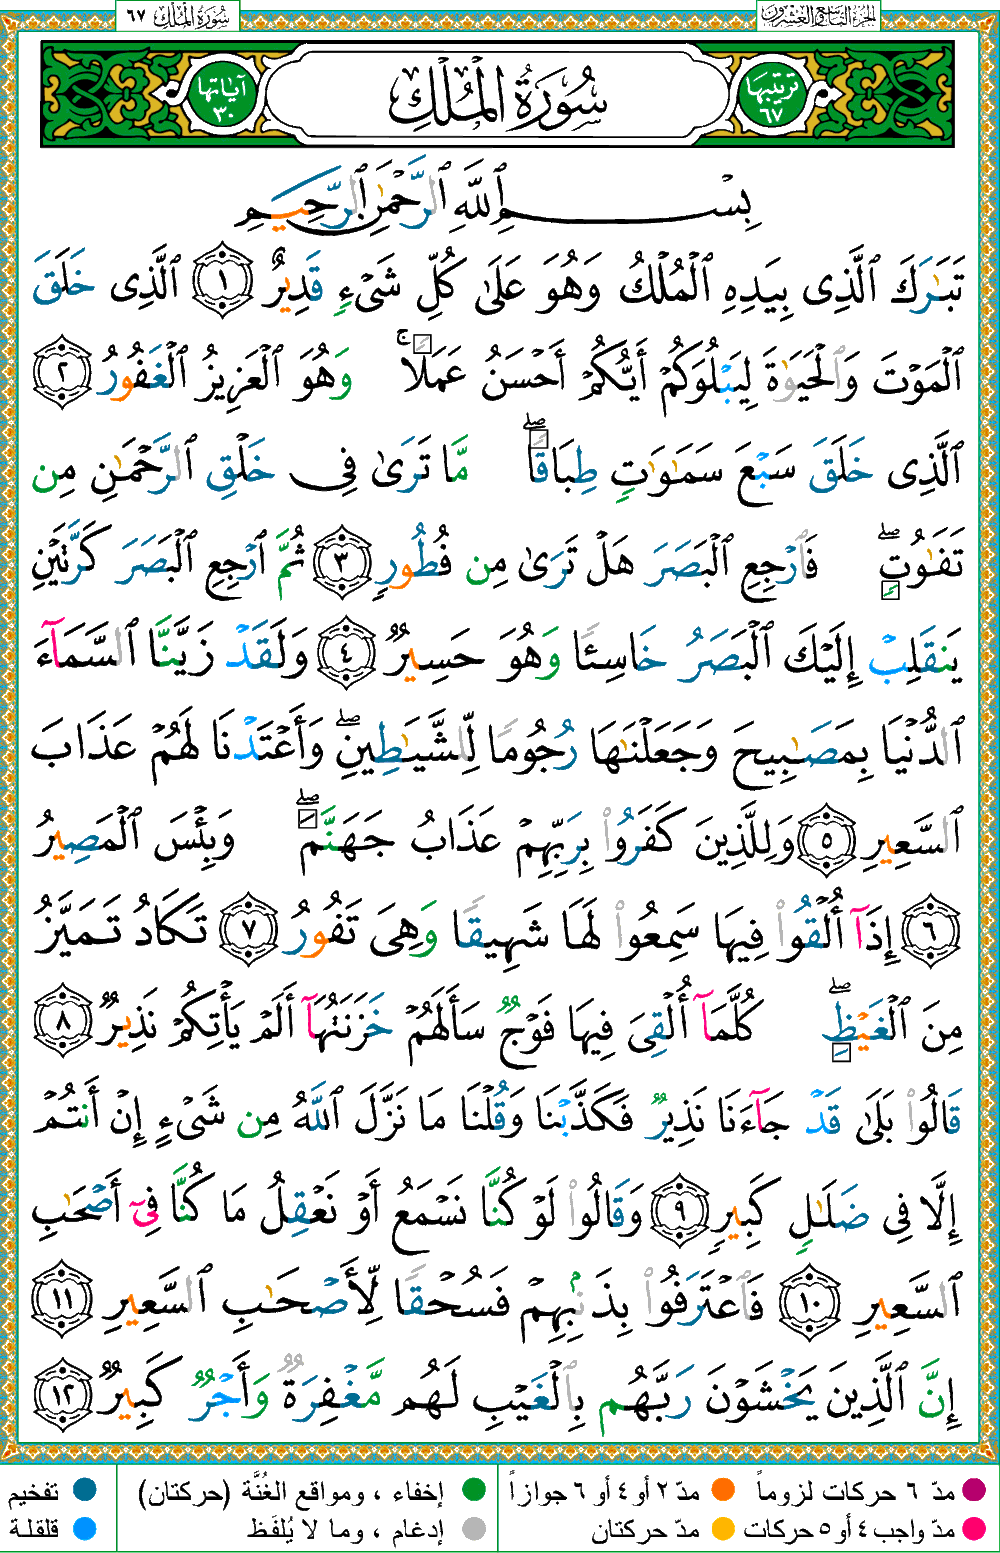 الجزء التاسع والعشرون سورة الملك ٦٧
ترتيبها ٦٧ سُورَةُ المُلْكِ آياتها ٣٠
بِسْمِ ٱللَّهِ ٱلرَّحْمَٰنِ ٱلرَّحِيمِ
تَبَٰرَكَ ٱلَّذِى بِيَدِهِ ٱلْمُلْكُ وَهُوَ عَلَىٰ كُلِّ شَىْءٍ قَدِيرٌ ١ ٱلَّذِى خَلَقَ
ٱلْمَوْتَ وَٱلْحَيَوٰةَ لِيَبْلُوَكُمْ أَيُّكُمْ أَحْسَنُ عَمَلًا ۚ وَهُوَ ٱلْعَزِيزُ ٱلْغَفُورُ ٢
ٱلَّذِى خَلَقَ سَبْعَ سَمَٰوَٰتٍ طِبَاقًا ۖ مَّا تَرَىٰ فِى خَلْقِ ٱلرَّحْمَٰنِ مِن
تَفَٰوُتٍ ۖ فَٱرْجِعِ ٱلْبَصَرَ هَلْ تَرَىٰ مِن فُطُورٍ ٣ ثُمَّ ٱرْجِعِ ٱلْبَصَرَ كَرَّتَيْنِ
يَنقَلِبْ إِلَيْكَ ٱلْبَصَرُ خَاسِئًا وَهُوَ حَسِيرٌ ٤ وَلَقَدْ زَيَّنَّا ٱلسَّمَآءَ
ٱلدُّنْيَا بِمَصَٰبِيحَ وَجَعَلْنَٰهَا رُجُومًا لِّلشَّيَٰطِينِ ۖ وَأَعْتَدْنَا لَهُمْ عَذَابَ
ٱلسَّعِيرِ ٥ وَلِلَّذِينَ كَفَرُوا۟ بِرَبِّهِمْ عَذَابُ جَهَنَّمَ ۖ وَبِئْسَ ٱلْمَصِيرُ
٦ إِذَآ أُلْقُوا۟ فِيهَا سَمِعُوا۟ لَهَا شَهِيقًا وَهِىَ تَفُورُ ٧ تَكَادُ تَمَيَّزُ
مِنَ ٱلْغَيْظِ ۖ كُلَّمَآ أُلْقِىَ فِيهَا فَوْجٌ سَأَلَهُمْ خَزَنَتُهَآ أَلَمْ يَأْتِكُمْ نَذِيرٌ ٨
قَالُوا۟ بَلَىٰ قَدْ جَآءَنَا نَذِيرٌ فَكَذَّبْنَا وَقُلْنَا مَا نَزَّلَ ٱللَّهُ مِن شَىْءٍ إِنْ أَنتُمْ
إِلَّا فِى ضَلَٰلٍ كَبِيرٍ ٩ وَقَالُوا۟ لَوْ كُنَّا نَسْمَعُ أَوْ نَعْقِلُ مَا كُنَّا فِىٓ أَصْحَٰبِ
ٱلسَّعِيرِ ١٠ فَٱعْتَرَفُوا۟ بِذَنۢبِهِمْ فَسُحْقًا لِّأَصْحَٰبِ ٱلسَّعِيرِ ١١
إِنَّ ٱلَّذِينَ يَخْشَوْنَ رَبَّهُم بِٱلْغَيْبِ لَهُم مَّغْفِرَةٌ وَأَجْرٌ كَبِيرٌ ١٢
مدّ ٦ حركات لزوماً مدّ ٢ أو ٤ أو ٦ جوازاً إخفاء ، ومواقع الغُنَّة (حركتان) تفخيم
مدّ واجب ٤ أو ٥ حركات مدّ حركتان إدغام ، وما لا يُلفَظ قلقلة